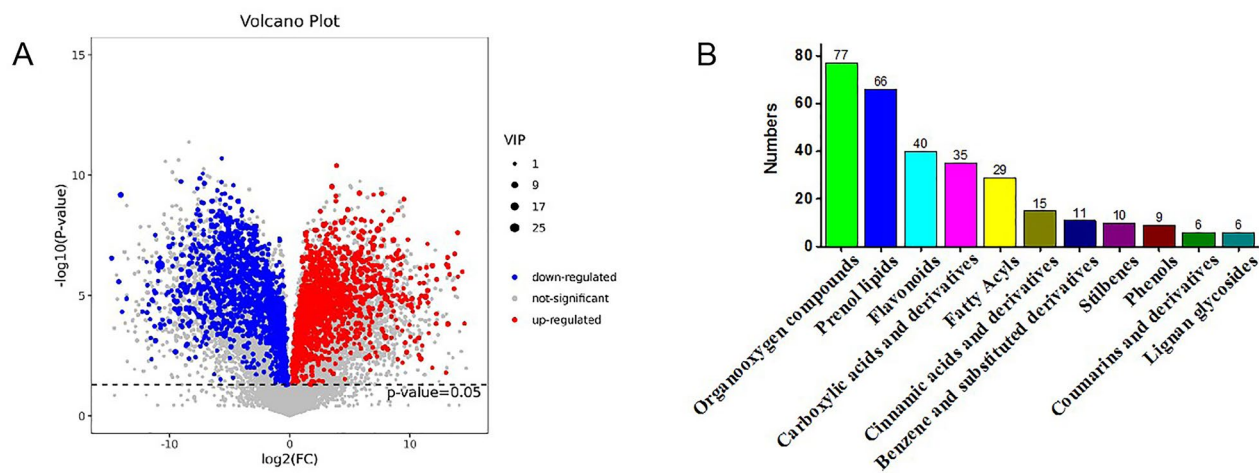 A
Volcano Plot
-log10(P-value)
15
10
5
0
p-value=0.05
-10
0
10
log2(FC)
VIP
1
9
17
25
down-regulated
not-significant
up-regulated
B
Numbers
80
60
40
20
0
77
66
40
35
29
15
11
10
9
6
6
Organooxygen compounds
Prenol lipids
Flavonoids
Carboxylic acids and derivatives
Fatty Acyls
Cinnamic acids and derivatives
Benzene and substituted derivatives
Stilbenes
Phenols
Coumarins and derivatives
Lignan glycosides